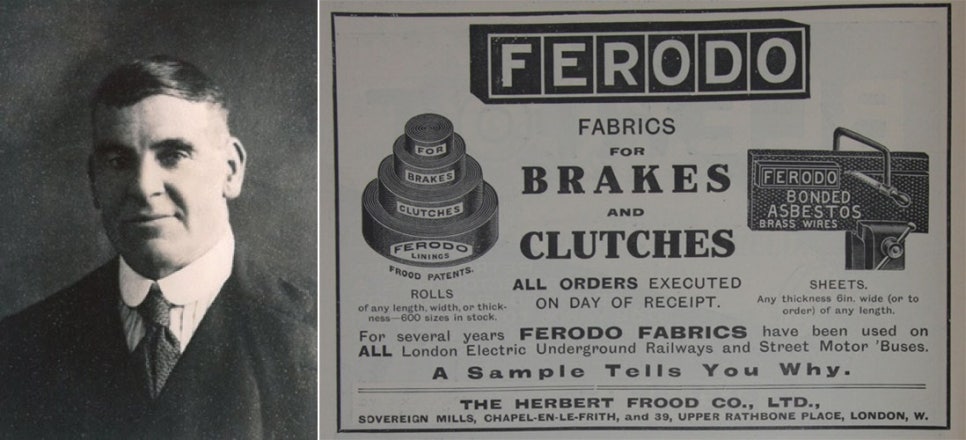 FERODO
FABRICS
FOR
BRAKES
AND
CLUTCHES
FOR
BRAKES
CLUTCHES
FERODO
LININGS
FROOD PATENTS.
ROLLS
of any length, width, or thick-
ness—600 sizes in stock.
ALL ORDERS EXECUTED
ON DAY OF RECEIPT.
FERODO
BONDED
ASBESTOS
BRASS WIRES
SHEETS.
Any thickness 6in. wide (or to
order) of any length.
For several years FERODO FABRICS have been used on
ALL London Electric Underground Railways and Street Motor 'Buses.
A Sample Tells You Why.
THE HERBERT FROOD CO., LTD.,
SOVEREIGN MILLS, CHAPEL-EN-LE-FRITH, and 39, UPPER RATHBONE PLACE, LONDON, W.